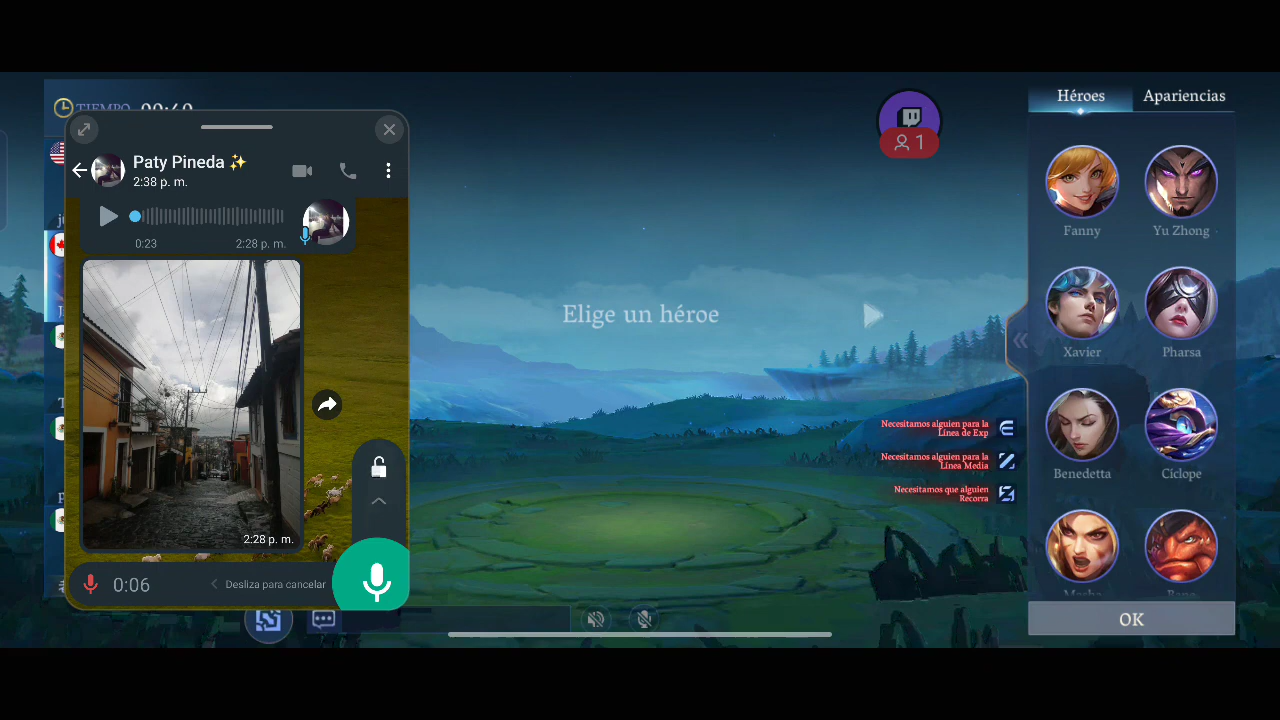 TIEMPO 00:40
Paty Pineda ✨
2:38 p. m.
0:23
2:28 p. m.
2:28 p. m.
0:06
Desliza para cancelar
Elige un héroe
1
Necesitamos alguien para la
Línea de Exp
Necesitamos alguien para la
Línea Media
Necesitamos que alguien
Recorra
Héroes
Apariencias
Fanny
Yu Zhong
Xavier
Pharsa
Benedetta
Cíclope
OK